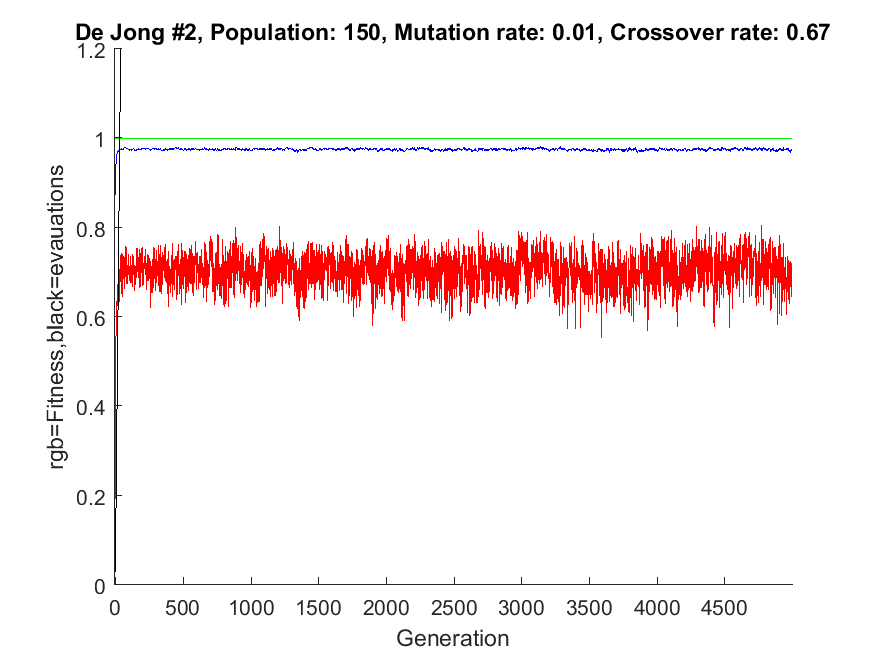 De Jong #2, Population: 150, Mutation rate: 0.01, Crossover rate: 0.67
1.2
1
0.8
0.6
0.4
0.2
0
rgb=Fitness,black=evauations
0 500 1000 1500 2000 2500 3000 3500 4000 4500
Generation